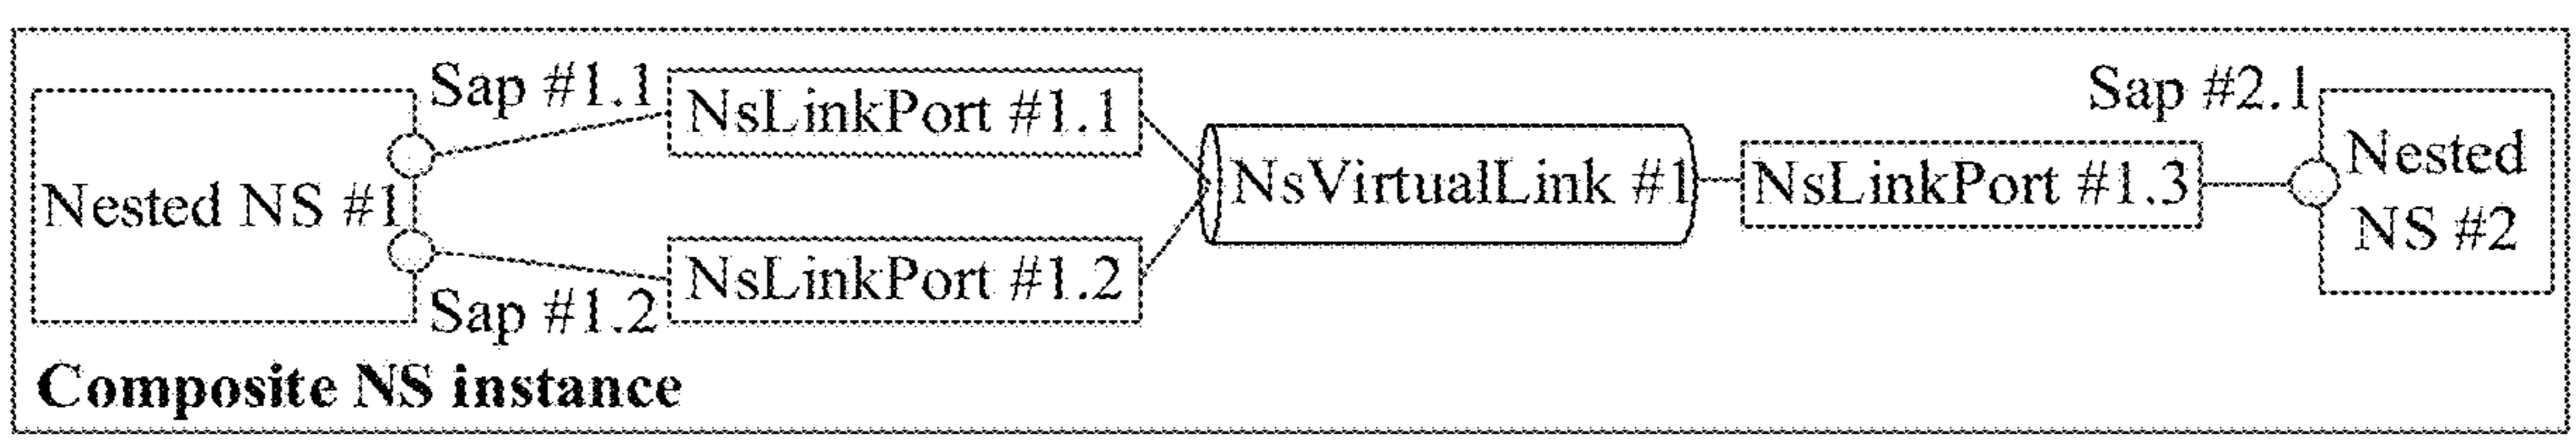 Sap #1.1
NsLinkPort #1.1
Sap #2.1
Nested NS #1
NsVirtualLink #1
NsLinkPort #1.3
Nested
NS #2
NsLinkPort #1.2
Sap #1.2
Composite NS instance